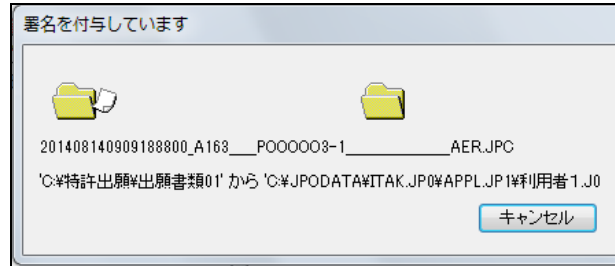 署名を付与しています
201408140909188800_A163___POOOOO3-1______________AER.JPC
'C:¥特許出願¥出願書類01' から 'C:¥JPODATA¥ITAK.JP0¥APPL.JP1¥利用者1.J0
キャンセル